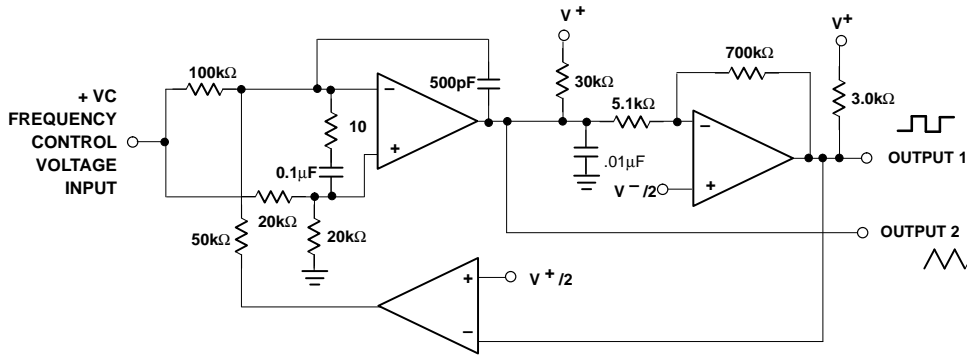 V+
V+
100kΩ
500pF
30kΩ
700kΩ
5.1kΩ
3.0kΩ
+ VC
FREQUENCY
CONTROL
VOLTAGE
INPUT
10
0.1μF
.01μF
V−/2
OUTPUT 1
20kΩ
20kΩ
50kΩ
OUTPUT 2
V+/2
−
+
−
+
+
−